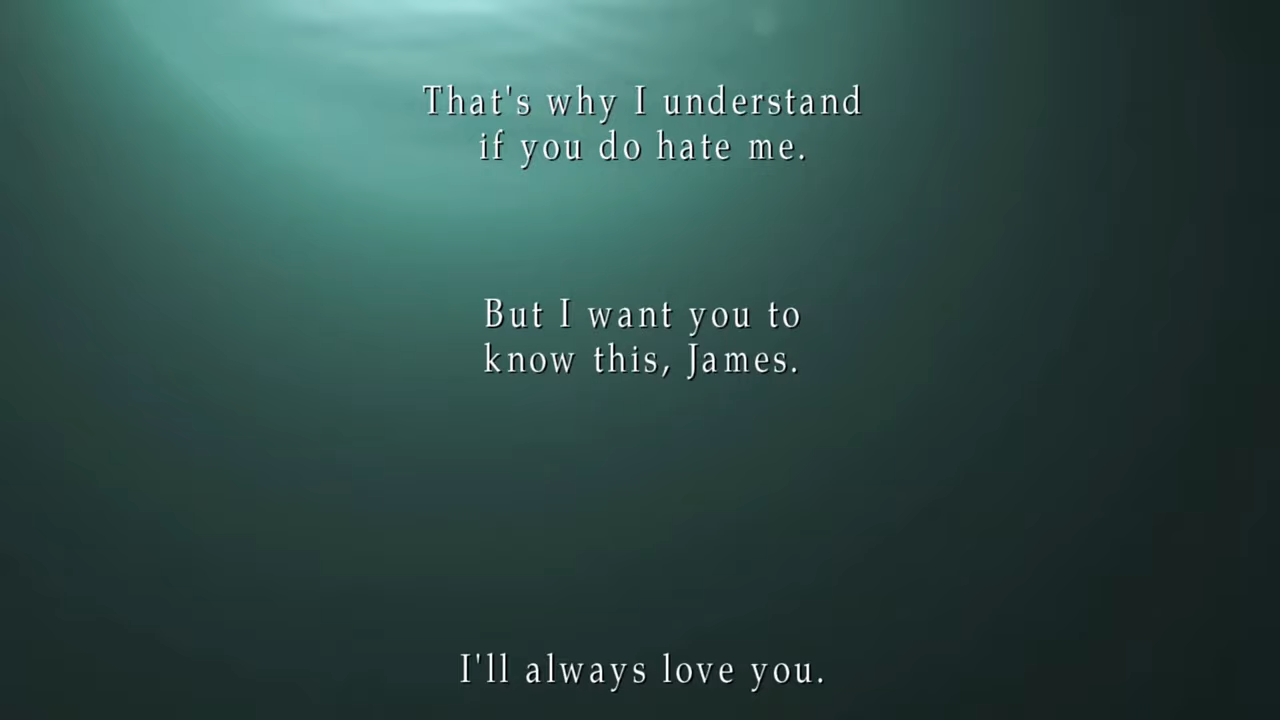 That's why I understand
if you do hate me.
But I want you to
know this, James.
I'll always love you.